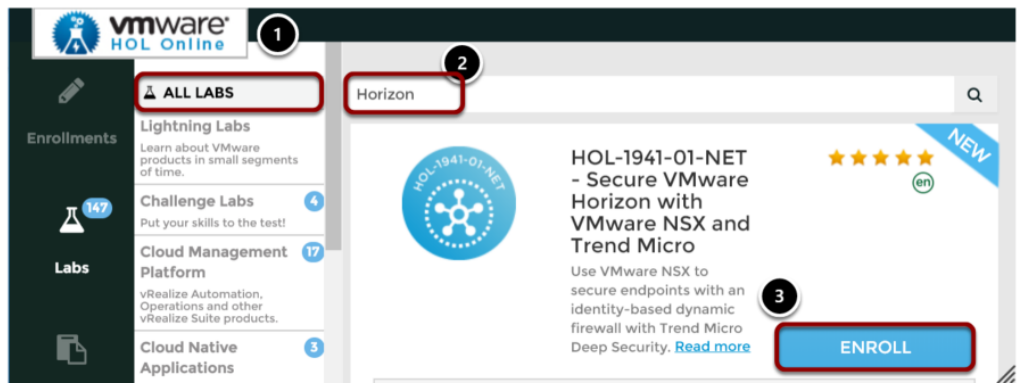 vmware®
HOL Online
1
2
ALL LABS
Horizon
Enrollments
Lightning Labs
Learn about VMware
products in small segments
of time.
147
Labs
Challenge Labs 4
Put your skills to the test!
Cloud Management 17
Platform
vRealize Automation,
Operations and other
vRealize Suite products.
Cloud Native 3
Applications
HOL-1941-01-NET
HOL-1941-01-NET
- Secure VMware
Horizon with
VMware NSX and
Trend Micro
NEW
en
Use VMware NSX to
secure endpoints with an
identity-based dynamic
firewall with Trend Micro
Deep Security. Read more
3
ENROLL